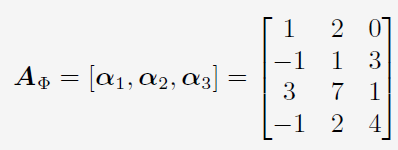 A_Φ = [α₁, α₂, α₃] = [1 2 0
-1 1 3
3 7 1
-1 2 4]